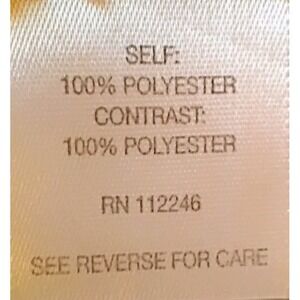 SELF:
100% POLYESTER
CONTRAST:
100% POLYESTER
RN 112246
SEE REVERSE FOR CARE